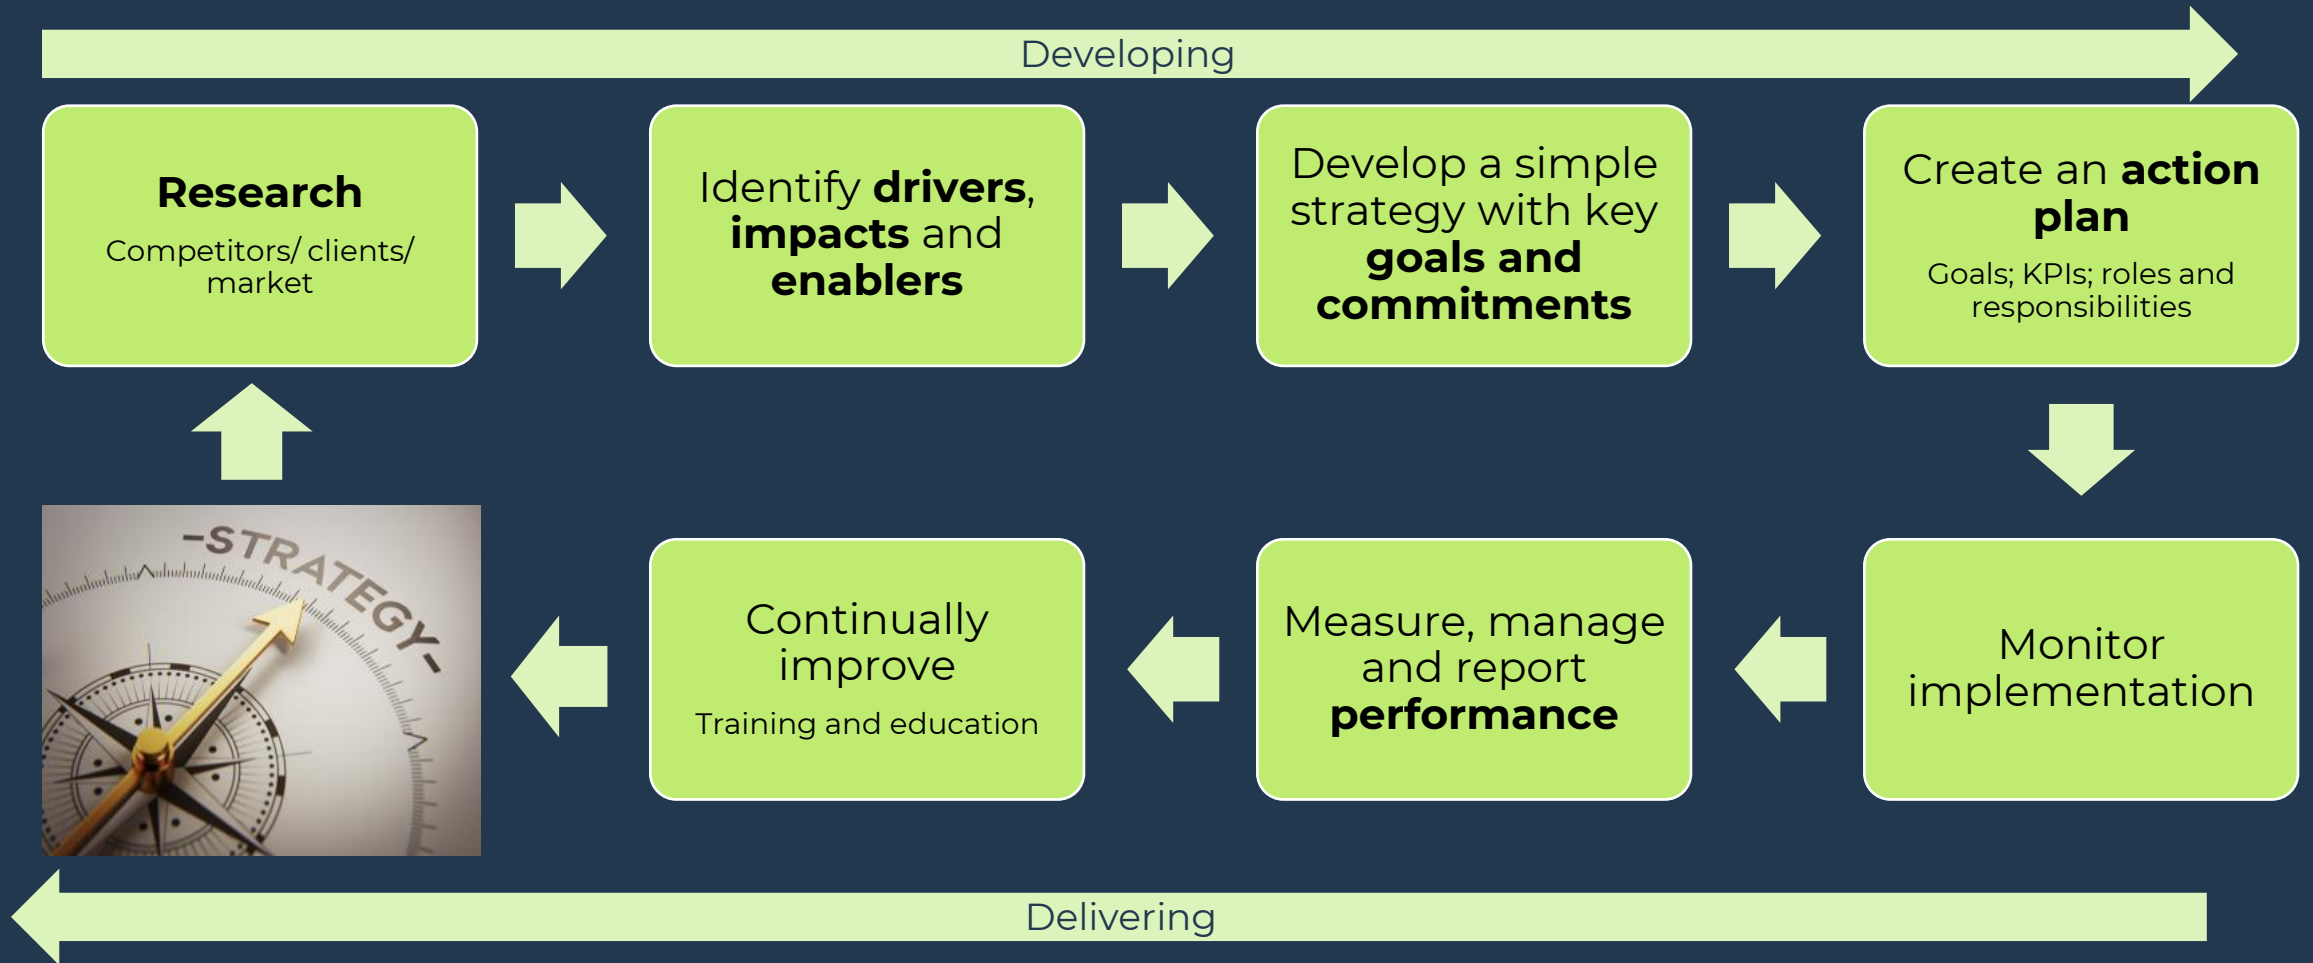 Developing
Research
Competitors/ clients/
market
Identify drivers,
impacts and
enablers
Develop a simple
strategy with key
goals and
commitments
Create an action
plan
Goals; KPIs; roles and
responsibilities
-STRATEGY-
Continually
improve
Training and education
Measure, manage
and report
performance
Monitor
implementation
Delivering